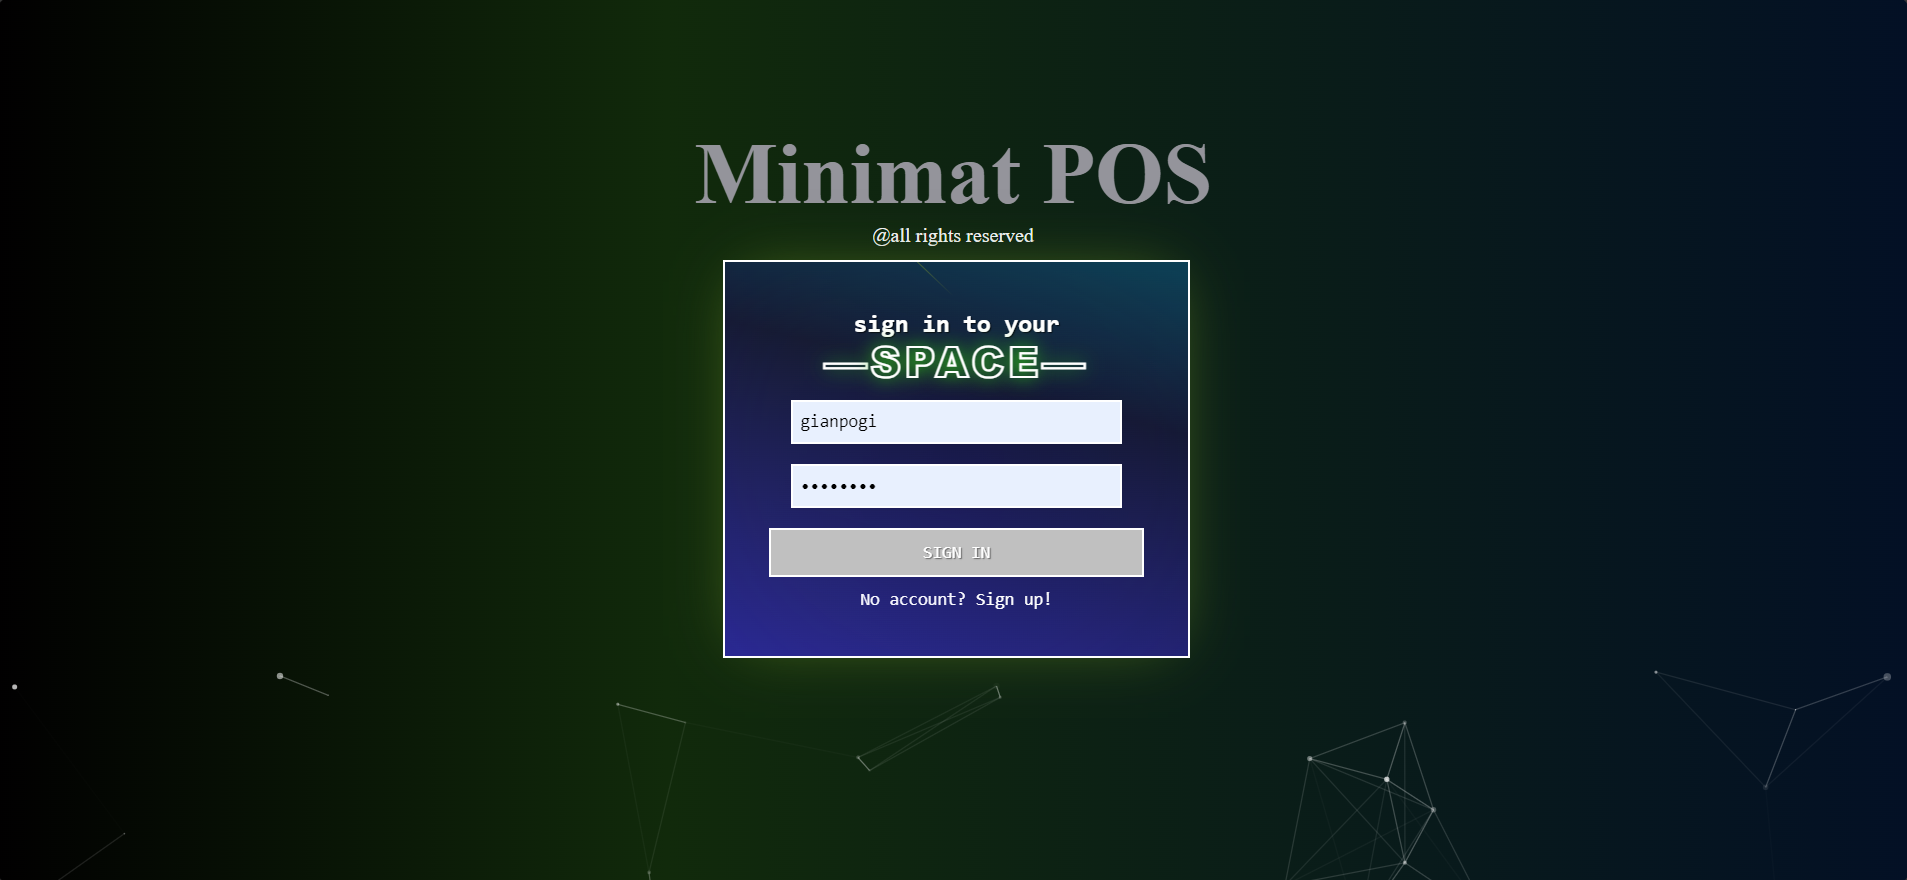 Minimat POS
@all rights reserved
sign in to your
—SPACE—
gianpogi
••••••••
SIGN IN
No account? Sign up!